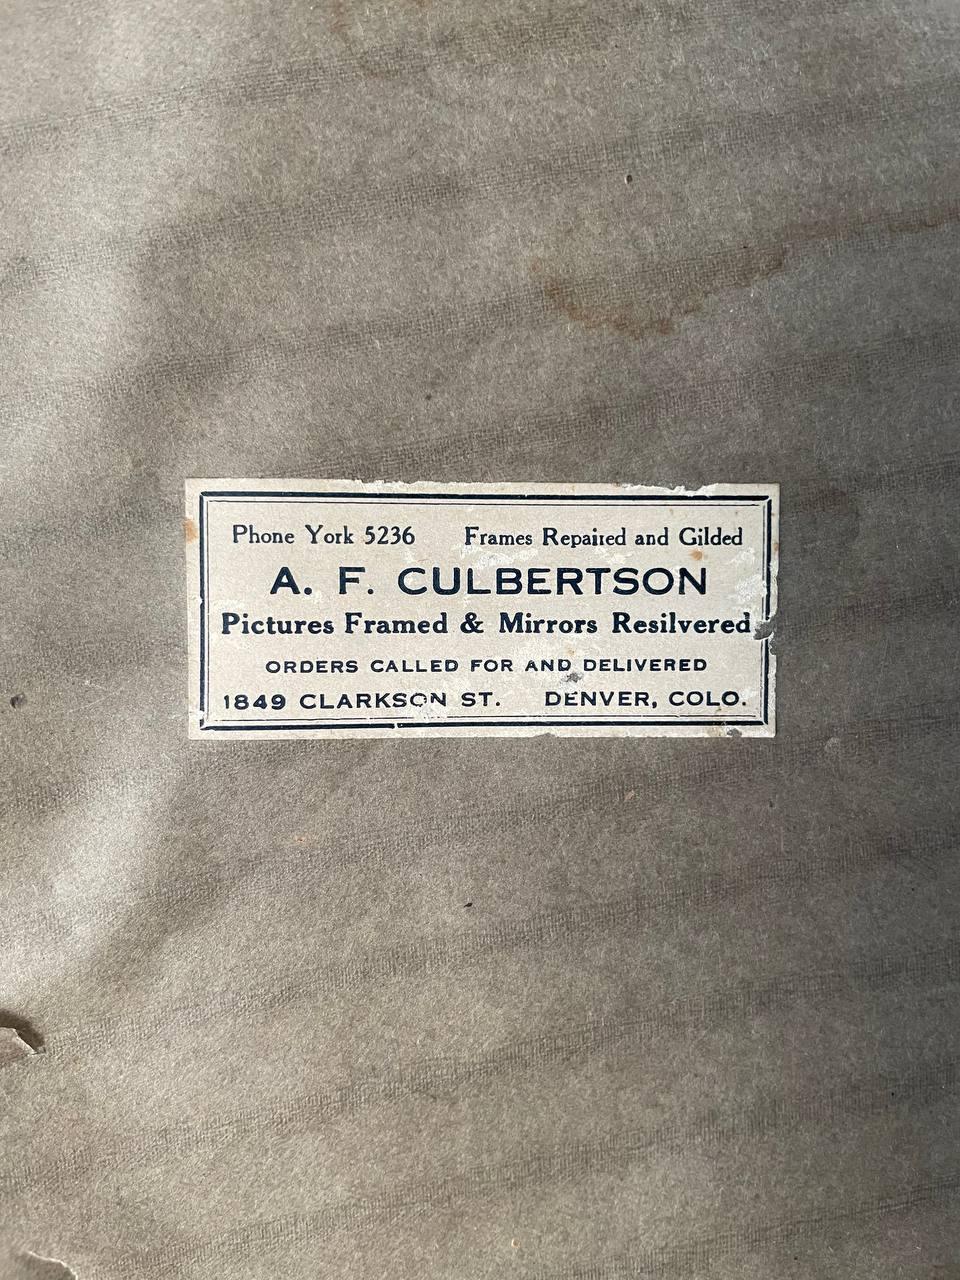 Phone York 5236 Frames Repaired and Gilded
A. F. CULBERTSON
Pictures Framed & Mirrors Resilvered
ORDERS CALLED FOR AND DELIVERED
1849 CLARKSON ST. DENVER, COLO.